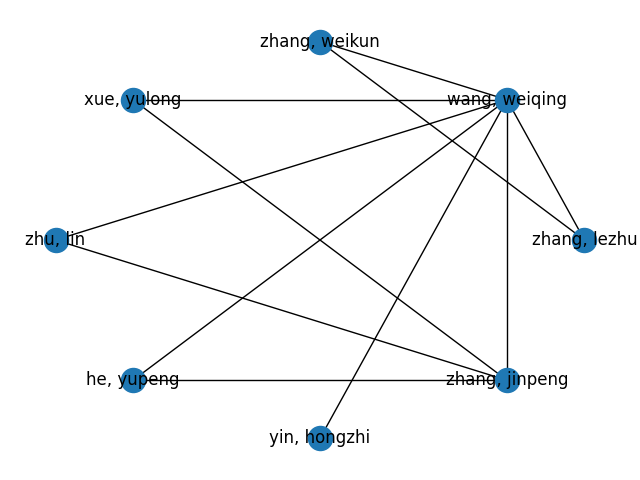 zhang, weikun
xue, yulong
wang, weiqing
zhu, lin
zhang, lezhu
he, yupeng
zhang, jinpeng
yin, hongzhi